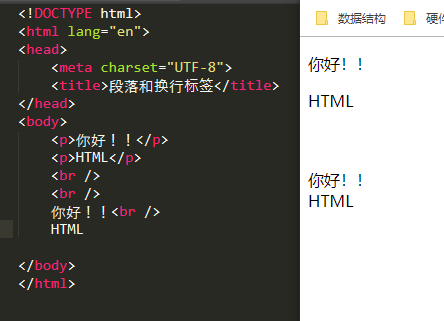 <!DOCTYPE html>
<html lang="en">
<head>
    <meta charset="UTF-8">
    <title>段落和换行标签</title>
</head>
<body>
    <p>你好！！</p>
    <p>HTML</p>
    <br />
    <br />
    你好！！<br />
    HTML
</body>
</html>
数据结构
硬件
你好！！
HTML
你好！！
HTML